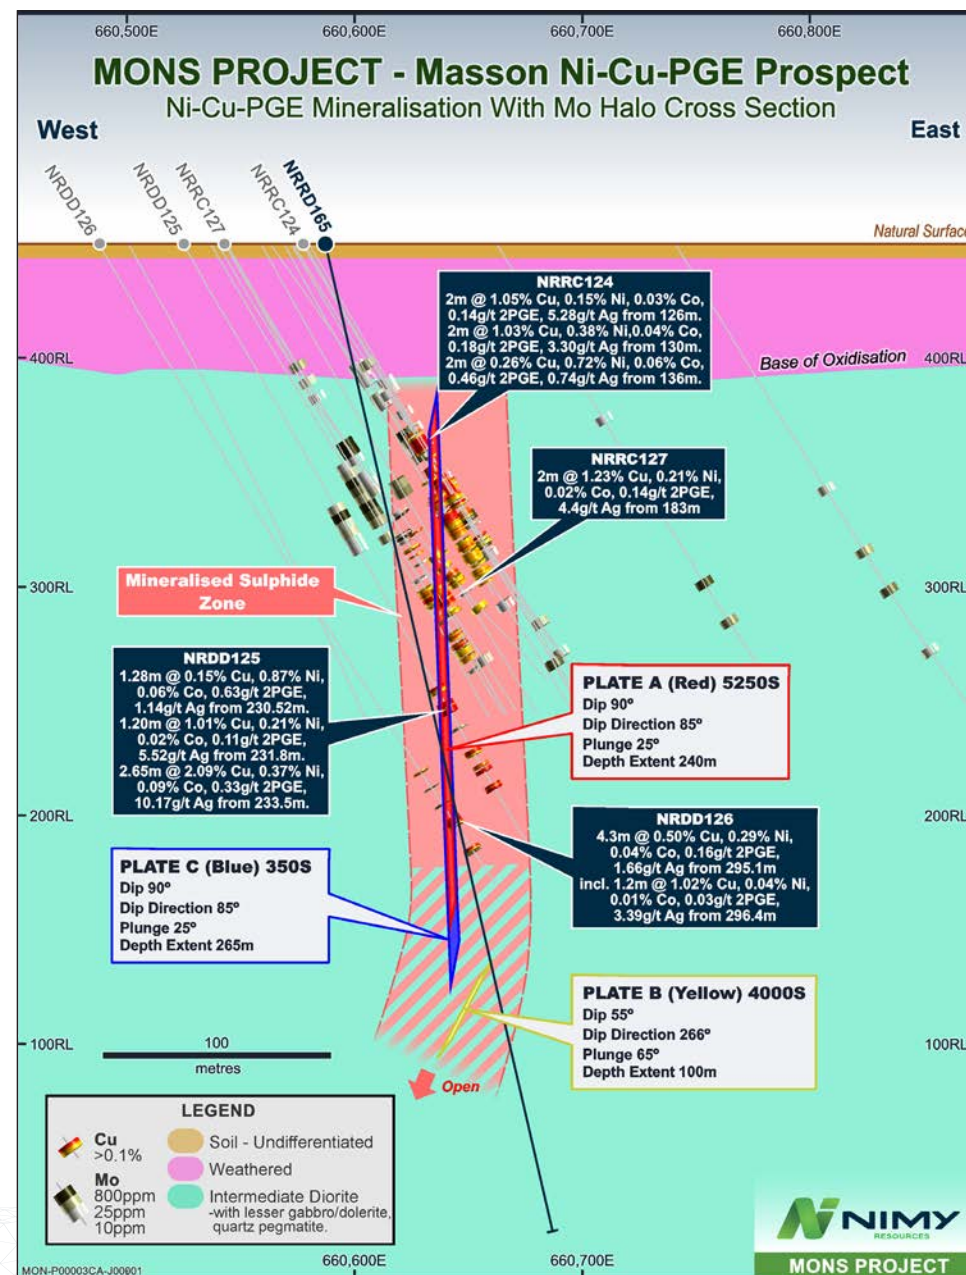 660,500E 660,600E 660,700E 660,800E
MONS PROJECT - Masson Ni-Cu-PGE Prospect
Ni-Cu-PGE Mineralisation With Mo Halo Cross Section
West
East
NRDD126
NRDD125
NRRC127
NRRC124
NRRD165
Natural Surface
NRRC124
2m @ 1.05% Cu, 0.15% Ni, 0.03% Co,
0.14g/t 2PGE, 5.28g/t Ag from 126m.
2m @ 1.03% Cu, 0.38% Ni,0.04% Co,
0.18g/t 2PGE, 3.30g/t Ag from 130m.
2m @ 0.26% Cu, 0.72% Ni, 0.06% Co,
0.46g/t 2PGE, 0.74g/t Ag from 136m.
400RL
Base of Oxidisation
400RL
NRRC127
2m @ 1.23% Cu, 0.21% Ni,
0.02% Co, 0.14g/t 2PGE,
4.4g/t Ag from 183m
300RL
300RL
Mineralised Sulphide
Zone
NRDD125
1.28m @ 0.15% Cu, 0.87% Ni,
0.06% Co, 0.63g/t 2PGE,
1.14g/t Ag from 230.52m.
1.20m @ 1.01% Cu, 0.21% Ni,
0.02% Co, 0.11g/t 2PGE,
5.52g/t Ag from 231.8m.
2.65m @ 2.09% Cu, 0.37% Ni,
0.09% Co, 0.33g/t 2PGE,
10.17g/t Ag from 233.5m.
PLATE A (Red) 5250S
Dip 90º
Dip Direction 85º
Plunge 25º
Depth Extent 240m
200RL
200RL
NRDD126
4.3m @ 0.50% Cu, 0.29% Ni,
0.04% Co, 0.16g/t 2PGE,
1.66g/t Ag from 295.1m
incl. 1.2m @ 1.02% Cu, 0.04% Ni,
0.01% Co, 0.03g/t 2PGE,
3.39g/t Ag from 296.4m
PLATE C (Blue) 350S
Dip 90º
Dip Direction 85º
Plunge 25º
Depth Extent 265m
PLATE B (Yellow) 4000S
Dip 55º
Dip Direction 266º
Plunge 65º
Depth Extent 100m
100RL
100RL
100
metres
Open
LEGEND
Cu
>0.1%
Mo
800ppm
25ppm
10ppm
Soil - Undifferentiated
Weathered
Intermediate Diorite
-with lesser gabbro/dolerite,
quartz pegmatite.
NIMY
RESOURCES
MONS PROJECT
660,600E 660,700E
MON-P00003CA-J00001